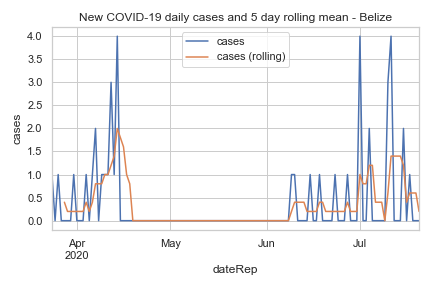 New COVID-19 daily cases and 5 day rolling mean - Belize
cases
cases (rolling)
4.0
3.5
3.0
2.5
2.0
1.5
1.0
0.5
0.0
cases
Apr
2020
May
Jun
Jul
dateRep